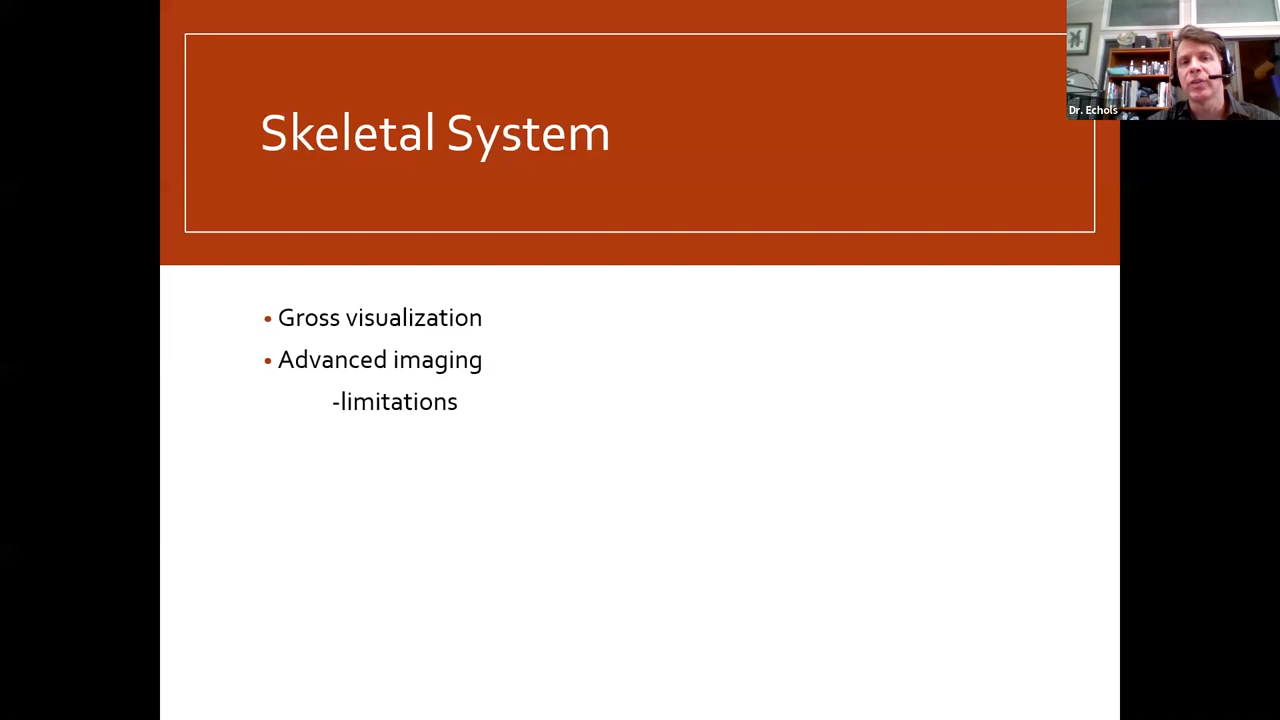 Skeletal System
Dr. Echols
• Gross visualization
• Advanced imaging
-limitations